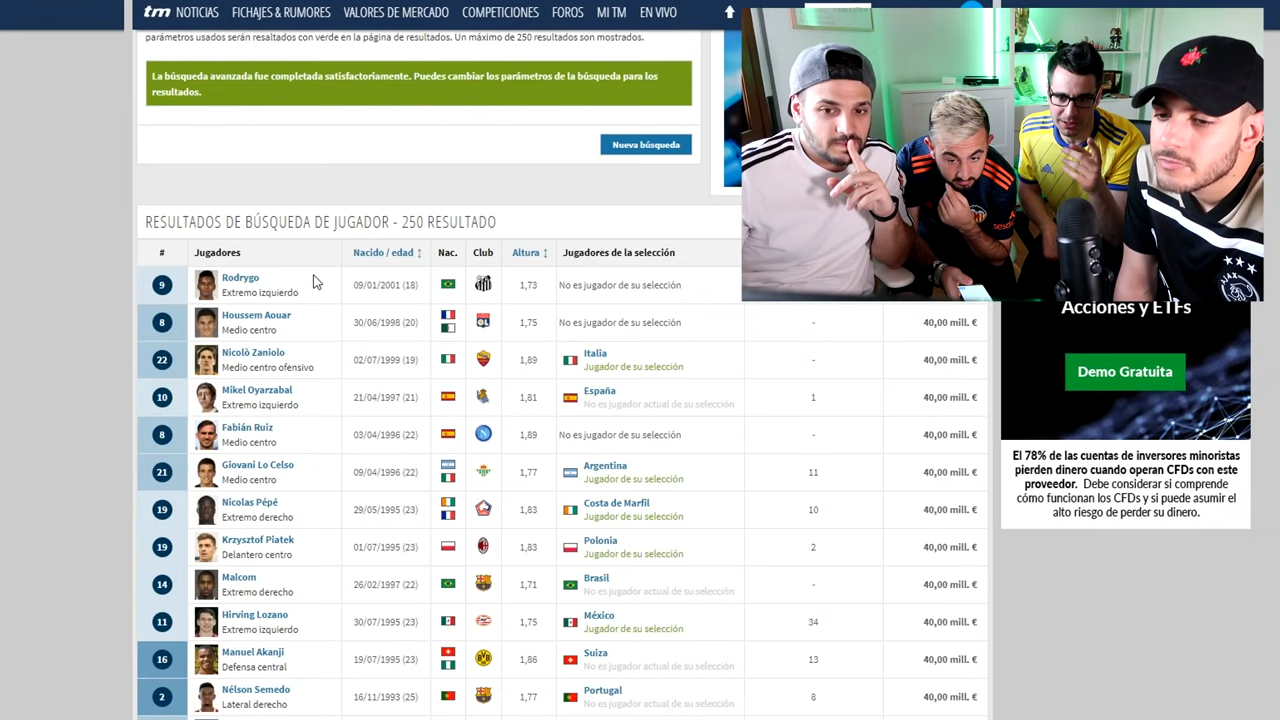 tm NOTICIAS FICHAJES & RUMORES VALORES DE MERCADO COMPETICIONES FOROS MI TM EN VIVO
parámetros usados serán resaltados con verde en la página de resultados. Un máximo de 250 resultados son mostrados.
La búsqueda avanzada fue completada satisfactoriamente. Puedes cambiar los parámetros de la búsqueda para los
resultados.
Nueva búsqueda
RESULTADOS DE BÚSQUEDA DE JUGADOR - 250 RESULTADO
# Jugadores Nacido / edad Nac. Club Altura Jugadores de la selección
9 Rodrygo 09/01/2001 (18) 1,73 No es jugador de su selección
Extremo izquierdo
8 Houssem Aouar 30/06/1998 (20) 1,75 No es jugador de su selección - 40,00 mill. €
Medio centro
22 Nicolò Zaniolo 02/07/1999 (19) 1,89 Italia - 40,00 mill. €
Medio centro ofensivo Jugador de su selección
10 Mikel Oyarzabal 21/04/1997 (21) 1,81 España 1 40,00 mill. €
Extremo izquierdo No es jugador actual de su selección
8 Fabián Ruiz 03/04/1996 (22) 1,89 No es jugador de su selección - 40,00 mill. €
Medio centro
21 Giovani Lo Celso 09/04/1996 (22) 1,77 Argentina 11 40,00 mill. €
Medio centro Jugador de su selección
19 Nicolas Pépé 29/05/1995 (23) 1,83 Costa de Marfil 10 40,00 mill. €
Extremo derecho Jugador de su selección
19 Krzysztof Piatek 01/07/1995 (23) 1,83 Polonia 2 40,00 mill. €
Delantero centro Jugador de su selección
14 Malcom 26/02/1997 (22) 1,71 Brasil - 40,00 mill. €
Extremo derecho No es jugador actual de su selección
11 Hirving Lozano 30/07/1995 (23) 1,75 México 34 40,00 mill. €
Extremo izquierdo Jugador de su selección
16 Manuel Akanji 19/07/1995 (23) 1,86 Suiza 13 40,00 mill. €
Defensa central No es jugador actual de su selección
2 Nélson Semedo 16/11/1993 (25) 1,77 Portugal 8 40,00 mill. €
Lateral derecho No es jugador actual de su selección
Acciones y ETFs
Demo Gratuita
El 78% de las cuentas de inversores minoristas
pierden dinero cuando operan CFDs con este
proveedor. Debe considerar si comprende
cómo funcionan los CFDs y si puede asumir el
alto riesgo de perder su dinero.
AJAX